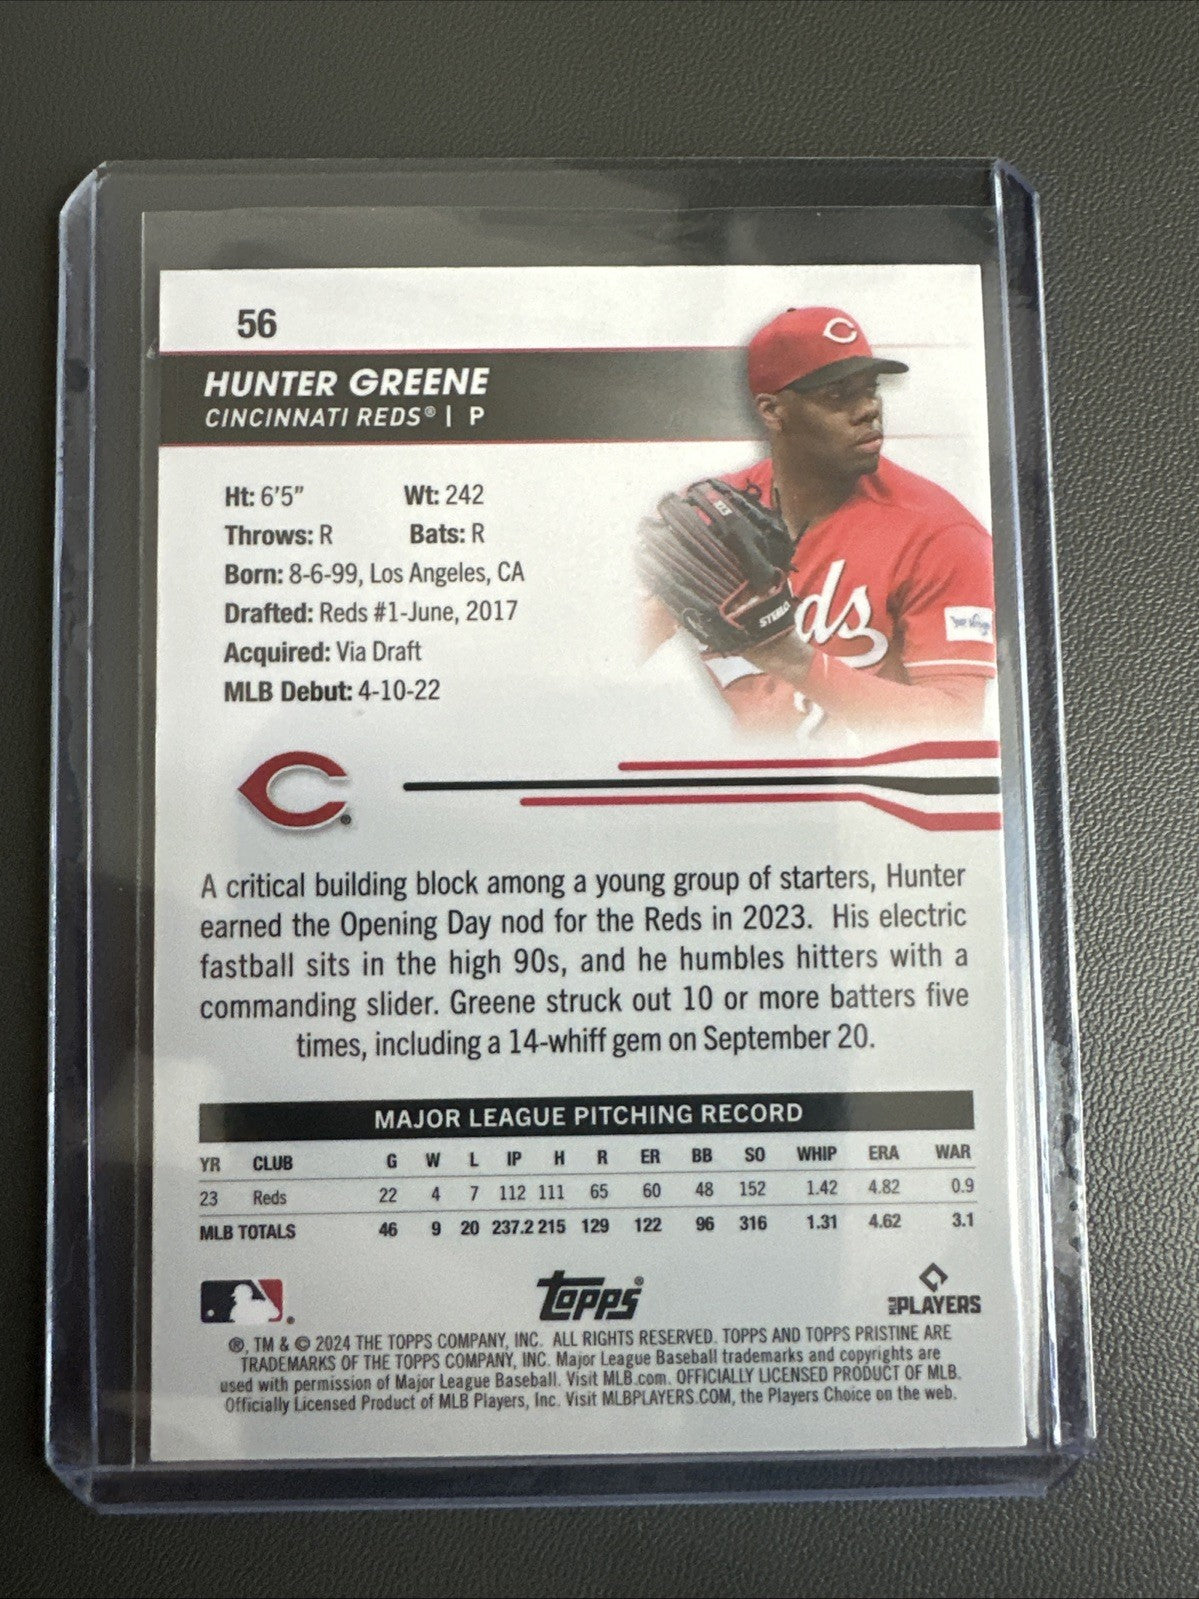 56
HUNTER GREENE
CINCINNATI REDS® | P
Ht: 6'5" Wt: 242
Throws: R Bats: R
Born: 8-6-99, Los Angeles, CA
Drafted: Reds #1-June, 2017
Acquired: Via Draft
MLB Debut: 4-10-22
ds
STEELO
A critical building block among a young group of starters, Hunter
earned the Opening Day nod for the Reds in 2023. His electric
fastball sits in the high 90s, and he humbles hitters with a
commanding slider. Greene struck out 10 or more batters five
times, including a 14-whiff gem on September 20.
MAJOR LEAGUE PITCHING RECORD
YR CLUB G W L IP H R ER BB SO WHIP ERA WAR
23 Reds 22 4 7 112 111 65 60 48 152 1.42 4.82 0.9
MLB TOTALS 46 9 20 237.2 215 129 122 96 316 1.31 4.62 3.1
Topps®
MLB PLAYERS
®, TM & © 2024 THE TOPPS COMPANY, INC. ALL RIGHTS RESERVED. TOPPS AND TOPPS PRISTINE ARE
TRADEMARKS OF THE TOPPS COMPANY, INC. Major League Baseball trademarks and copyrights are
used with permission of Major League Baseball. Visit MLB.com. OFFICIALLY LICENSED PRODUCT OF MLB.
Officially Licensed Product of MLB Players, Inc. Visit MLBPLAYERS.COM, the Players Choice on the web.